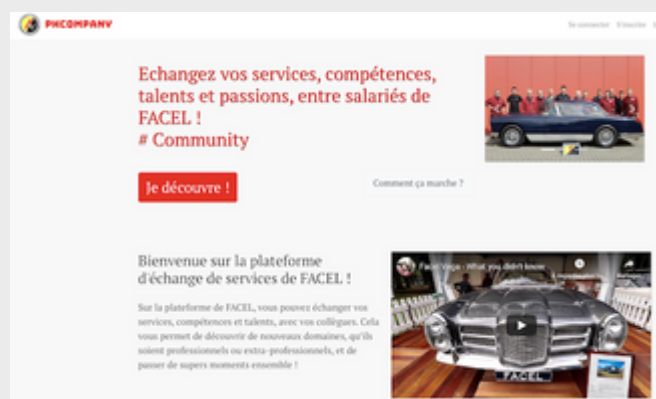 PHCOMPANY
Se connecter S'inscrire
Echangez vos services, compétences,
talents et passions, entre salariés de
FACEL !
# Community
Je découvre !
Comment ça marche ?
Bienvenue sur la plateforme
d'échange de services de FACEL !
Facel Vega - What you didn't know
Sur la plateforme de FACEL, vous pouvez échanger vos
services, compétences et talents, avec vos collègues. Cela
vous permet de découvrir de nouveaux domaines, qu'ils
soient professionnels ou extra-professionnels, et de
passer de supers moments ensemble !
FACEL